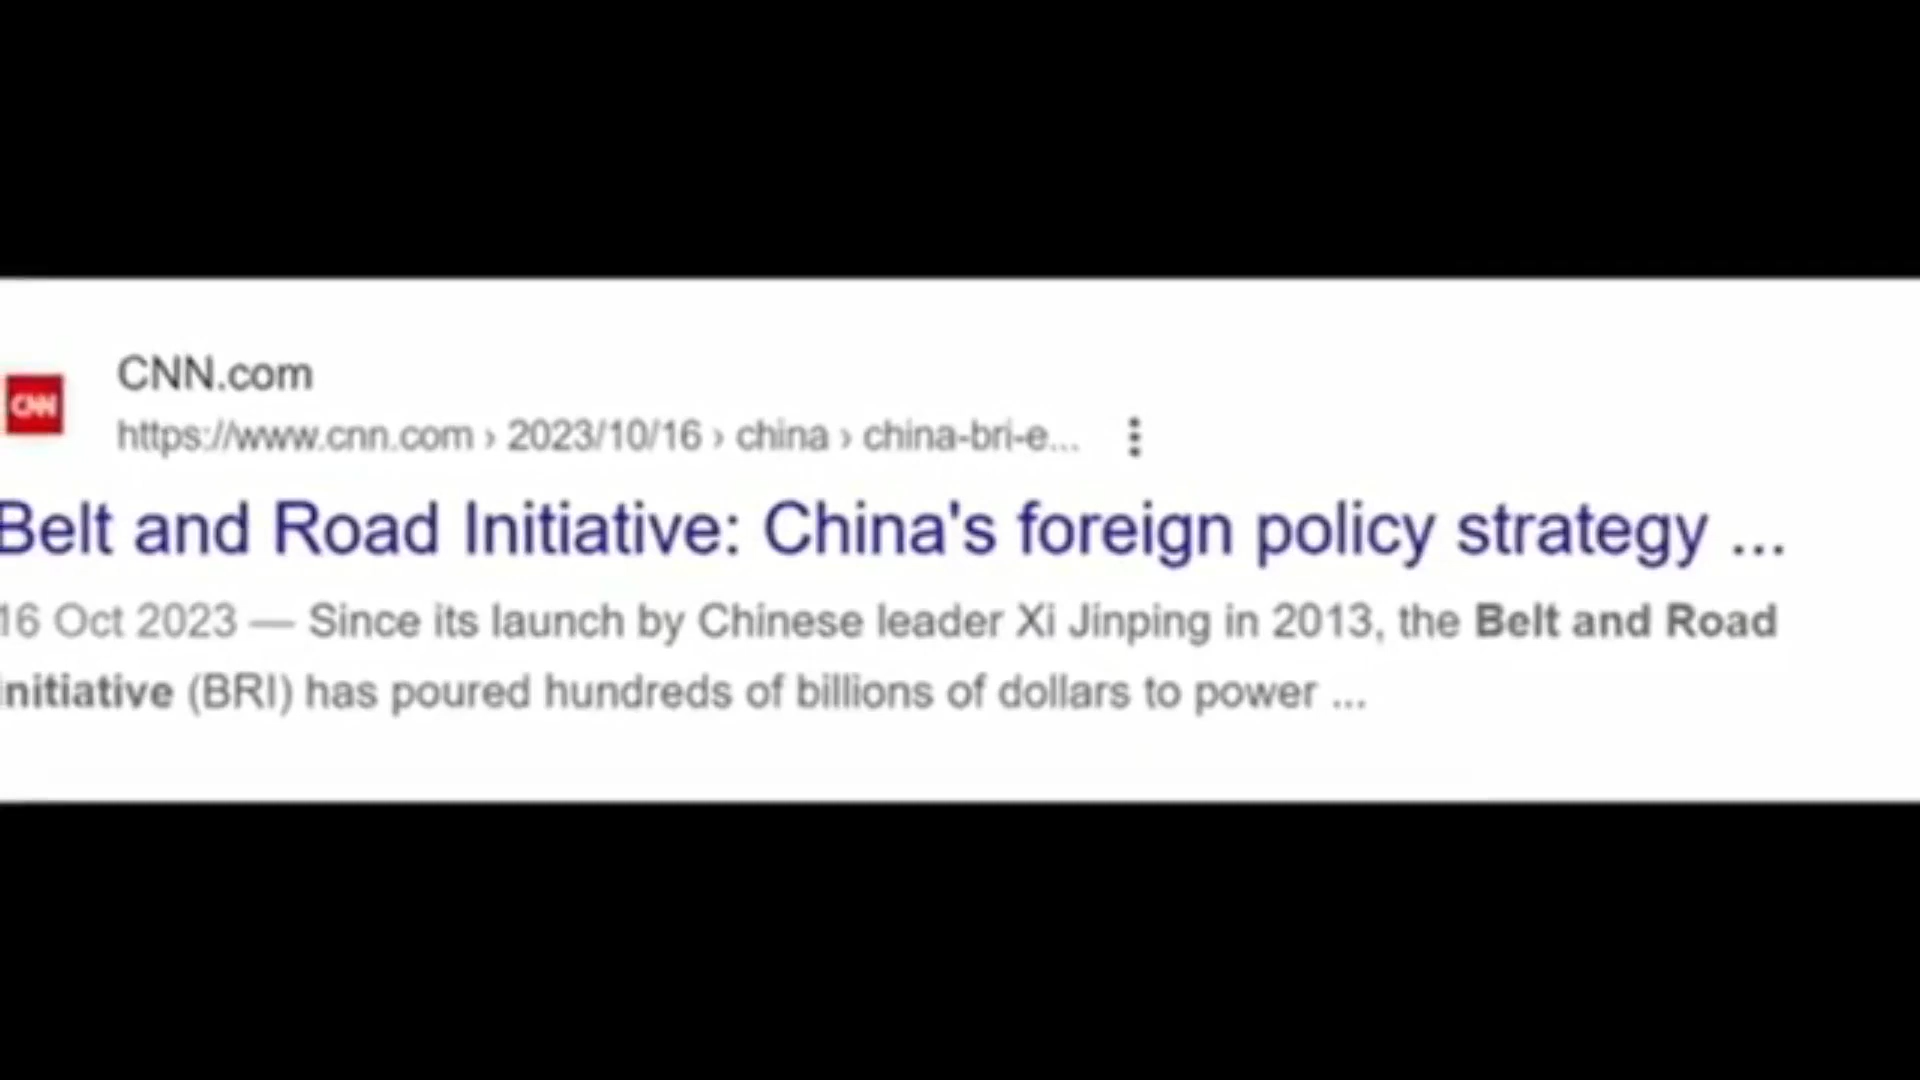 CNN
CNN.com
https://www.cnn.com › 2023/10/16 › china › china-bri-e...
Belt and Road Initiative: China's foreign policy strategy ...
16 Oct 2023 — Since its launch by Chinese leader Xi Jinping in 2013, the Belt and Road
initiative (BRI) has poured hundreds of billions of dollars to power ...